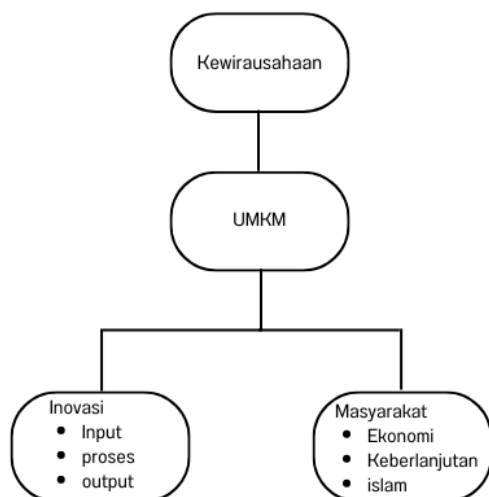 Kewirausahaan
UMKM
Inovasi
• Input
• proses
• output
Masyarakat
• Ekonomi
• Keberlanjutan
• islam